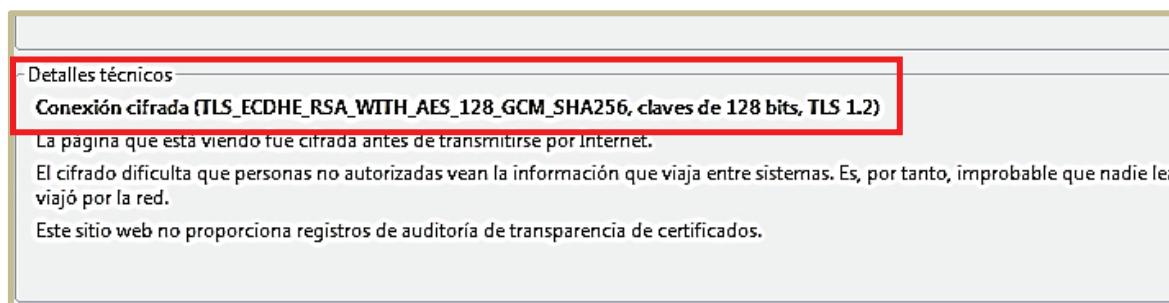 Detalles técnicos
Conexión cifrada (TLS_ECDHE_RSA_WITH_AES_128_GCM_SHA256, claves de 128 bits, TLS 1.2)
La página que está viendo fue cifrada antes de transmitirse por Internet.
El cifrado dificulta que personas no autorizadas vean la información que viaja entre sistemas. Es, por tanto, improbable que nadie
viajó por la red.
Este sitio web no proporciona registros de auditoría de transparencia de certificados.